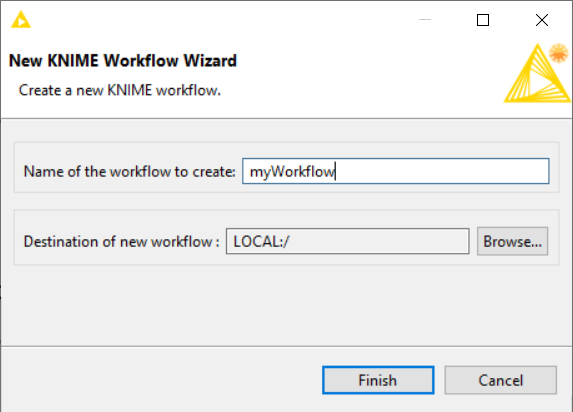 New KNIME Workflow Wizard
Create a new KNIME workflow.
Name of the workflow to create: myWorkflow
Destination of new workflow : LOCAL:/ Browse...
Finish Cancel